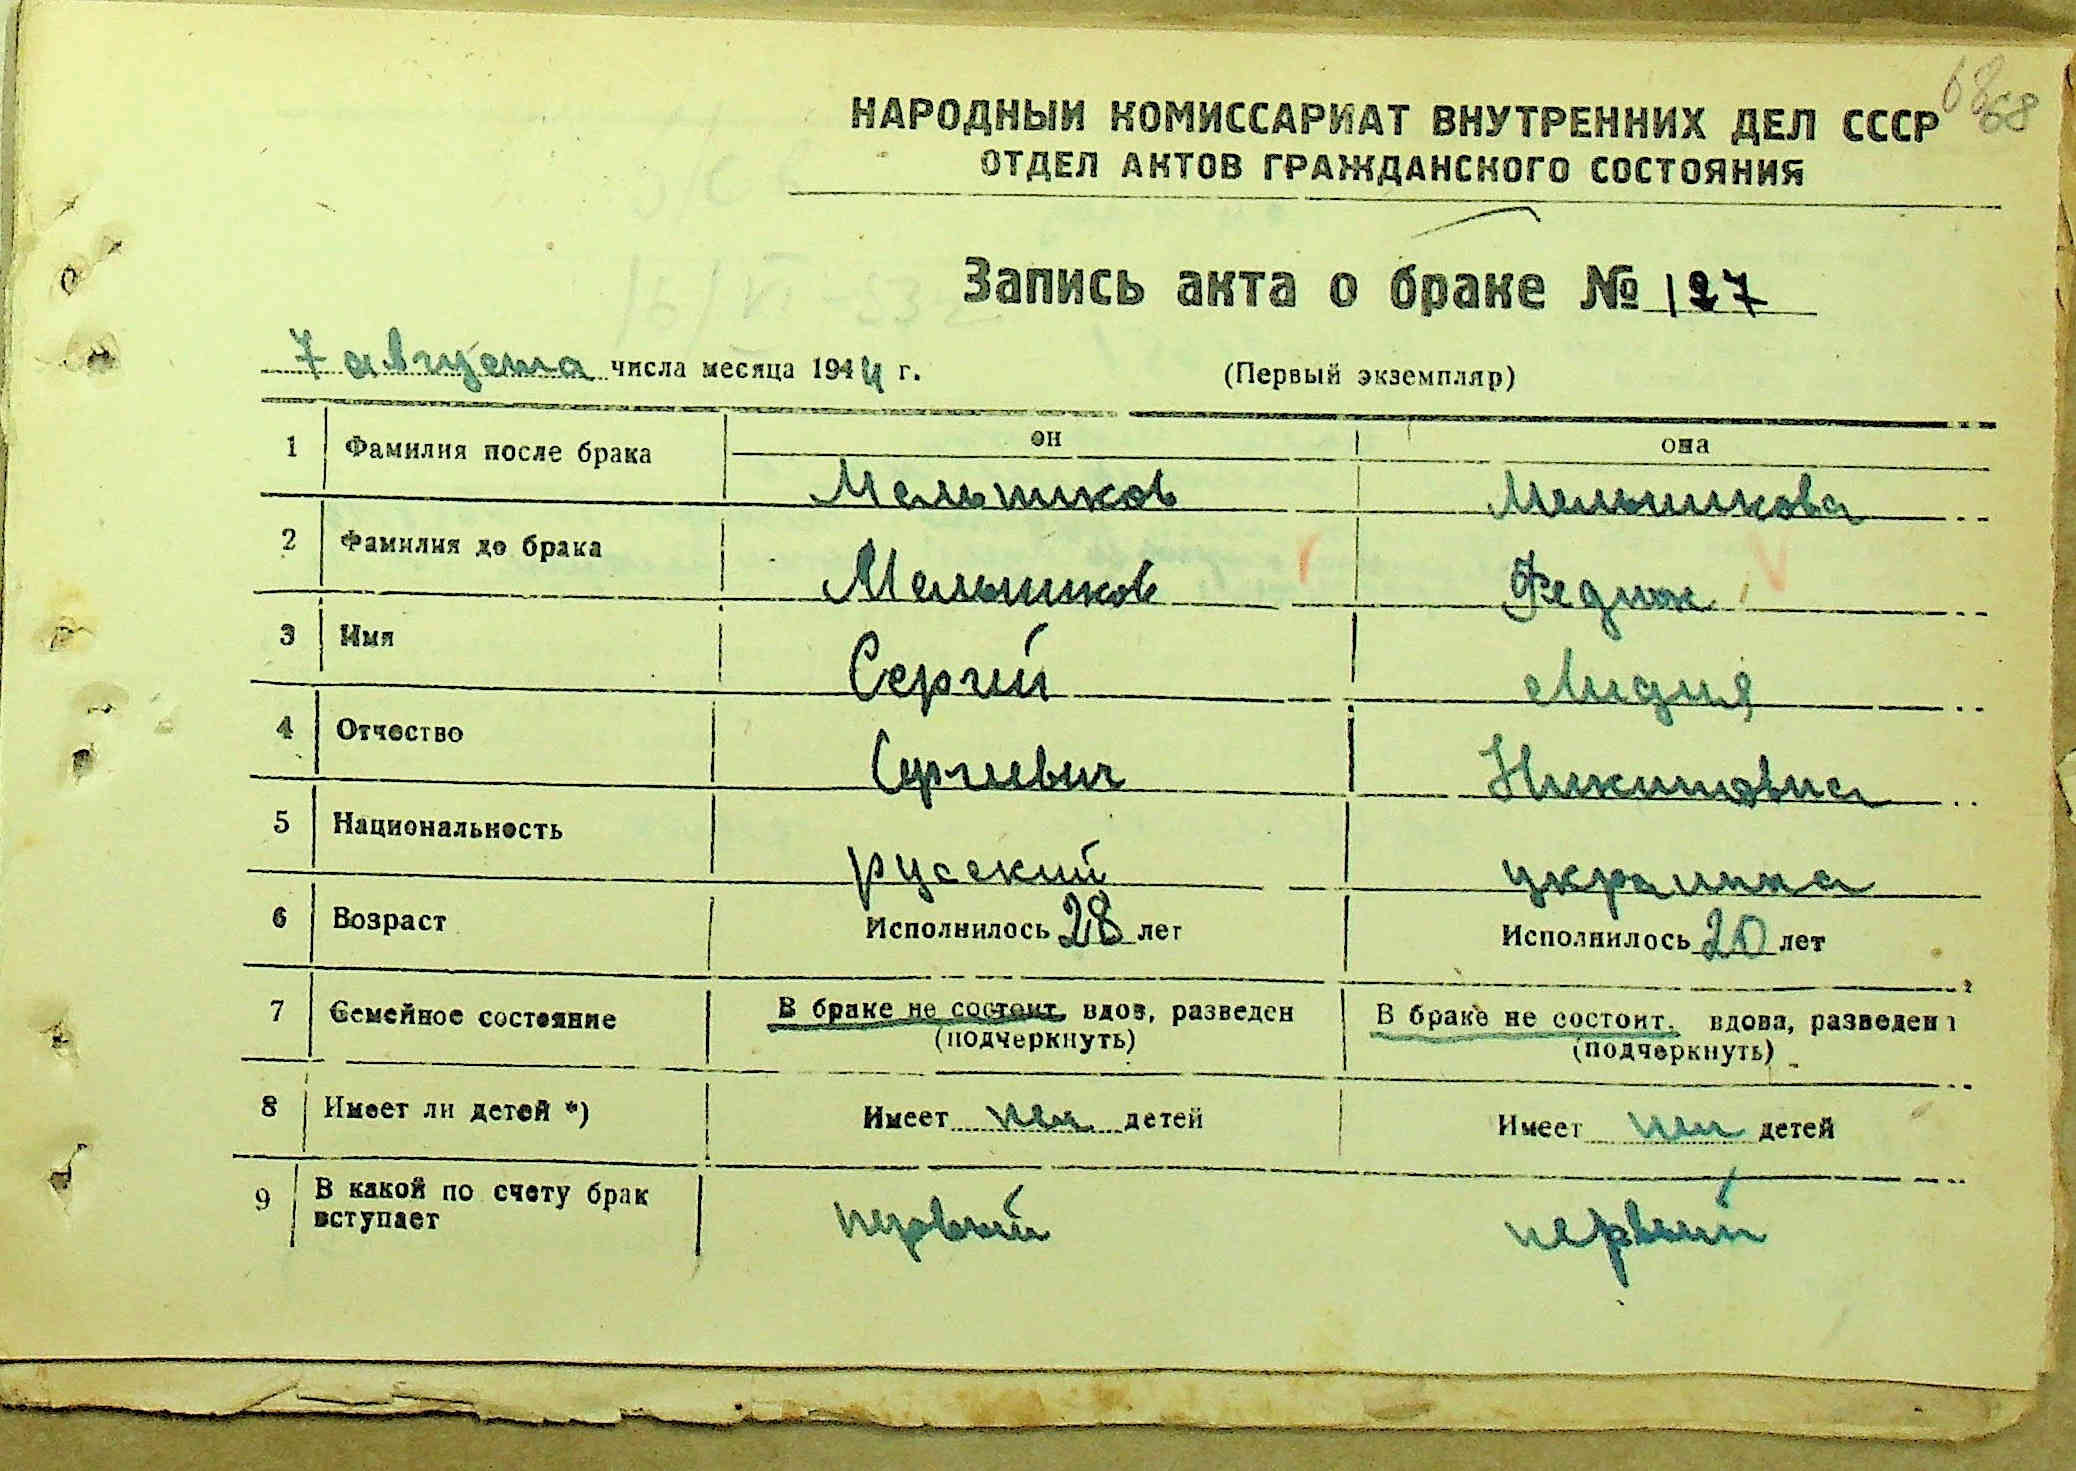 68 68
НАРОДНЫЙ КОМИССАРИАТ ВНУТРЕННИХ ДЕЛ СССР
ОТДЕЛ АКТОВ ГРАЖДАНСКОГО СОСТОЯНИЯ
Запись акта о браке № 127
7 августа числа месяца 1944 г. (Первый экземпляр)
он она
1 Фамилия после брака Мельников Мельникова
2 Фамилия до брака Мельников Федюк
3 Имя Сергей Лидия
4 Отчество Сергеевич Никитовна
5 Национальность русский украинка
6 Возраст Исполнилось 28 лет Исполнилось 20 лет
7 Семейное состояние В браке не состоит, вдов, разведен В браке не состоит, вдова, разведен
(подчеркнуть) (подчеркнуть)
8 Имеет ли детей *) Имеет нет детей Имеет нет детей
9 В какой по счету брак
вступает первый первый